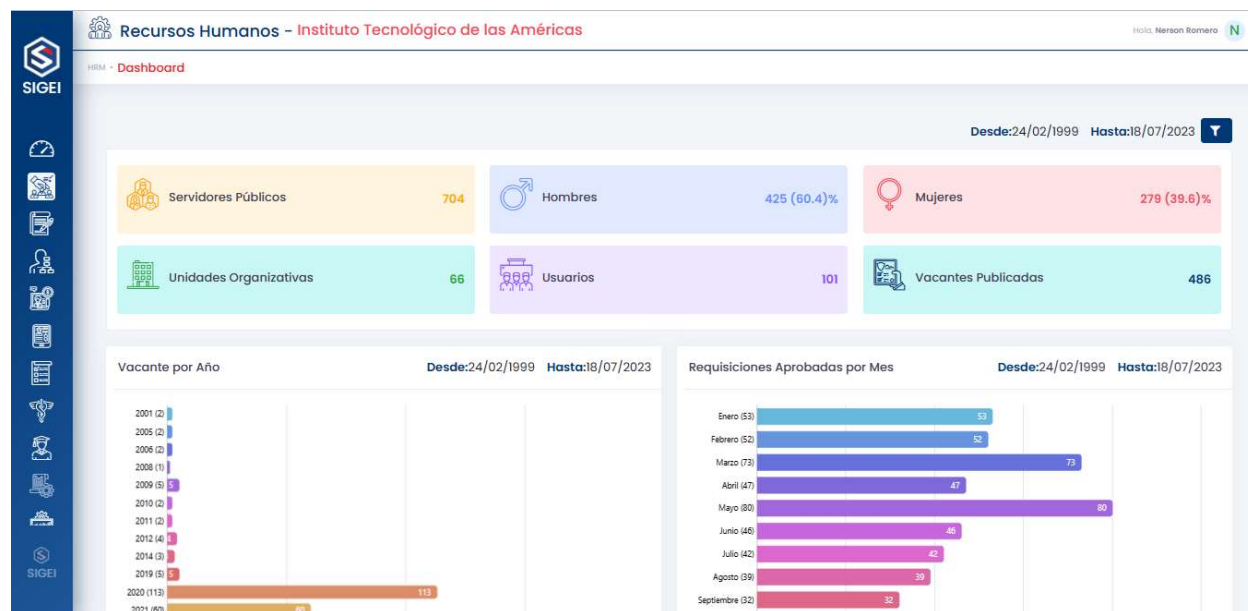 Recursos Humanos - Instituto Tecnológico de las Américas
Hola, Nerson Romero N
SIGEI
HRM - Dashboard
Desde:24/02/1999 Hasta:18/07/2023
Servidores Públicos 704
Hombres 425 (60.4)%
Mujeres 279 (39.6)%
Unidades Organizativas 66
Usuarios 101
Vacantes Publicadas 486
Vacante por Año Desde:24/02/1999 Hasta:18/07/2023
2001 (2)
2005 (2)
2006 (2)
2008 (1)
2009 (5) 5
2010 (2)
2011 (2)
2012 (4) 4
2014 (3)
2019 (5) 5
2020 (113) 113
2021 (60) 60
Requisiciones Aprobadas por Mes Desde:24/02/1999 Hasta:18/07/2023
Enero (53) 53
Febrero (52) 52
Marzo (73) 73
Abril (47) 47
Mayo (80) 80
Junio (46) 46
Julio (42) 42
Agosto (39) 39
Septiembre (32) 32
SIGEI